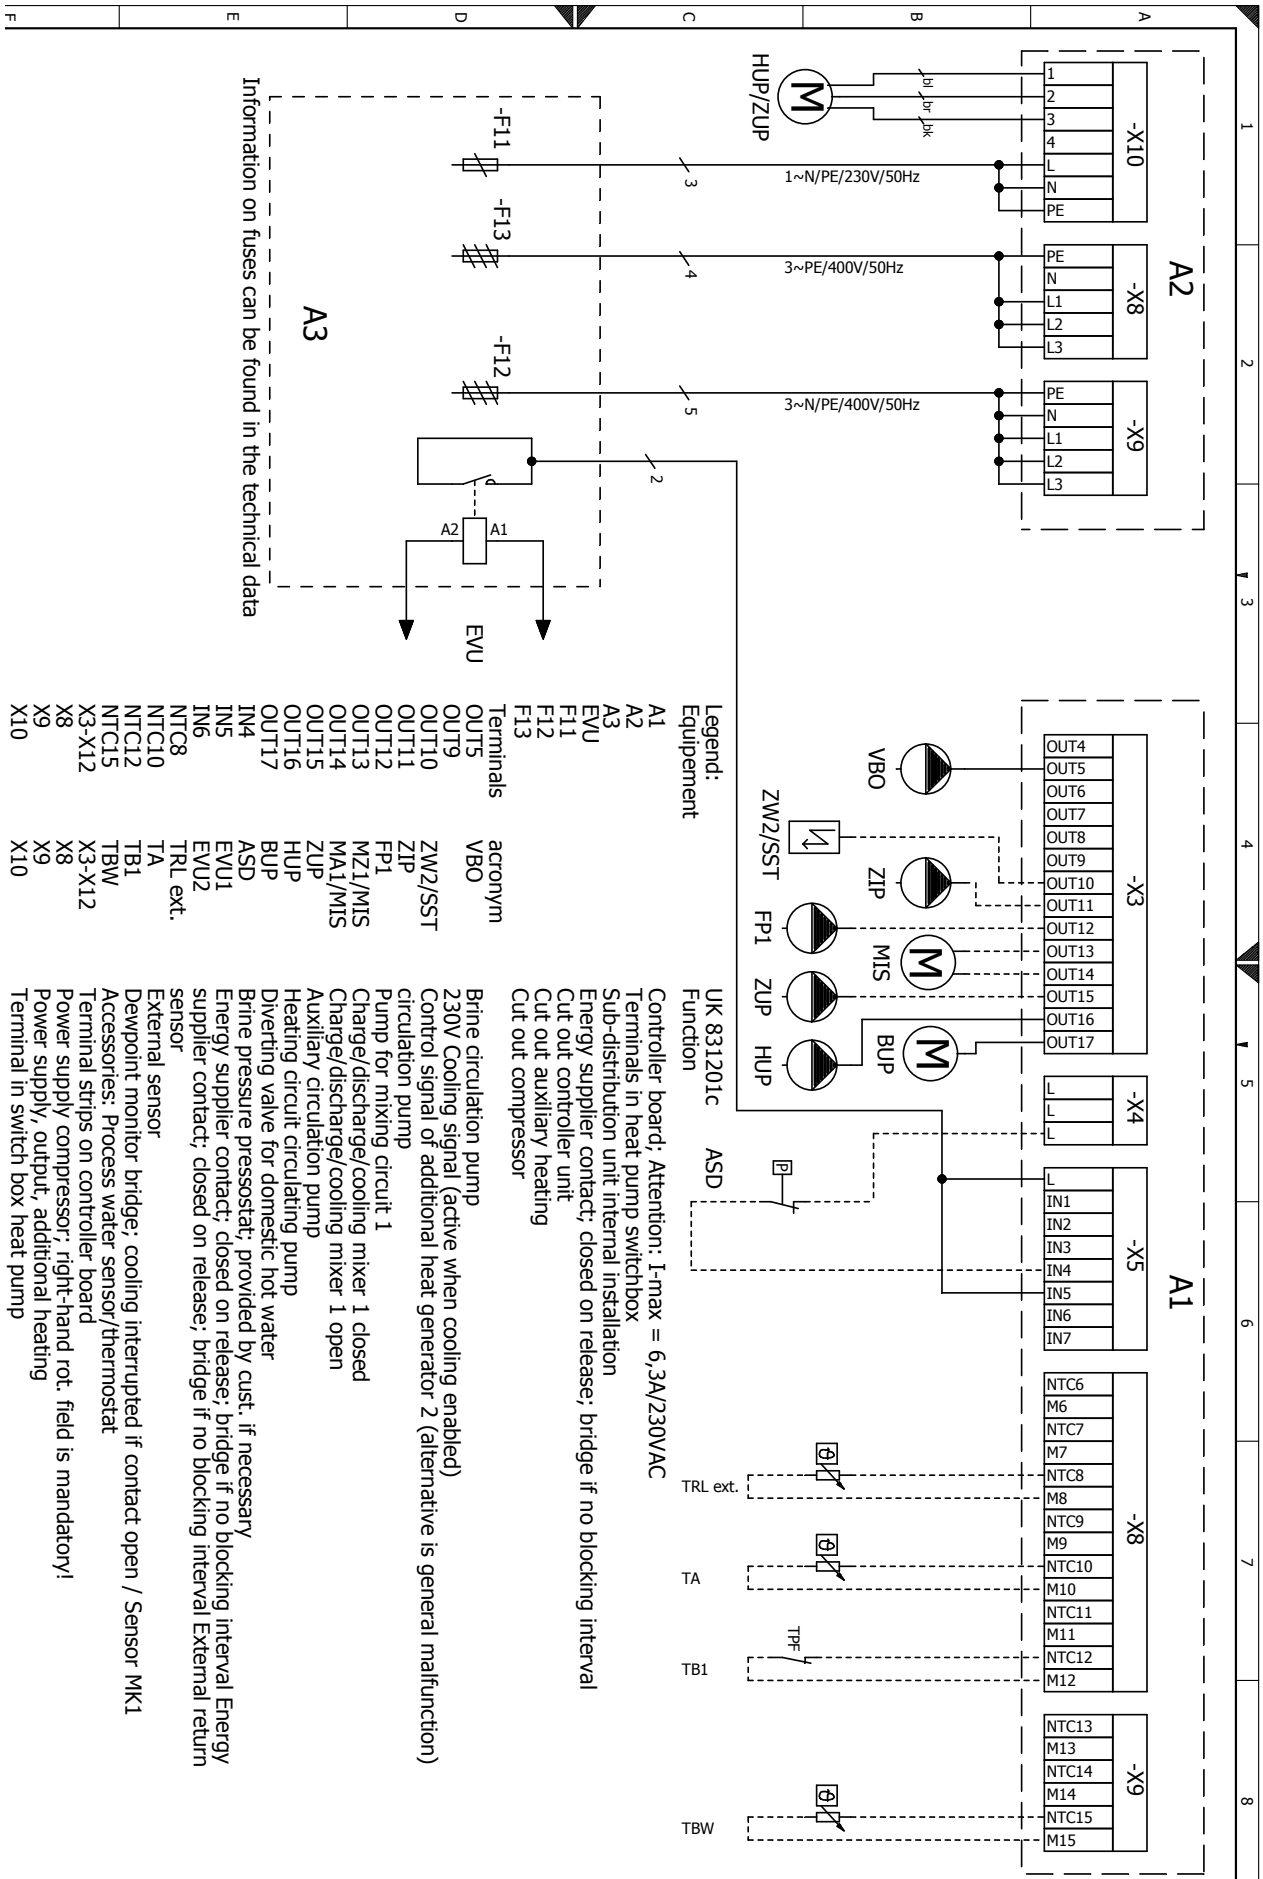 F
E
D
C
B
A
1
2
3
4
5
6
7
8
A2
-X10
1
2
3
4
L
N
PE
-X8
PE
N
L1
L2
L3
-X9
PE
N
L1
L2
L3
bl
br
bk
M
HUP/ZUP
1~N/PE/230V/50Hz
3
3~PE/400V/50Hz
4
3~N/PE/400V/50Hz
5
2
-F11
-F13
-F12
A2
A1
EVU
A3
Information on fuses can be found in the technical data
A1
-X3
OUT4
OUT5
OUT6
OUT7
OUT8
OUT9
OUT10
OUT11
OUT12
OUT13
OUT14
OUT15
OUT16
OUT17
-X4
L
L
L
-X5
L
IN1
IN2
IN3
IN4
IN5
IN6
IN7
-X8
NTC6
M6
NTC7
M7
NTC8
M8
NTC9
M9
NTC10
M10
NTC11
M11
NTC12
M12
-X9
NTC13
M13
NTC14
M14
NTC15
M15
VBO
ZW2/SST
ZIP
FP1
M
MIS
ZUP
HUP
M
BUP
P
ASD
ϑ
TRL ext.
ϑ
TA
TPF
TB1
ϑ
TBW
Legend: UK 831201c
Equipement Function
A1 Controller board; Attention: I-max = 6,3A/230VAC
A2 Terminals in heat pump switchbox
A3 Sub-distribution unit internal installation
EVU Energy supplier contact; closed on release; bridge if no blocking interval
F11 Cut out controller unit
F12 Cut out auxiliary heating
F13 Cut out compressor
Terminals acronym
OUT5 VBO Brine circulation pump
OUT9 230V Cooling signal (active when cooling enabled)
OUT10 ZW2/SST Control signal of additional heat generator 2 (alternative is general malfunction)
OUT11 ZIP circulation pump
OUT12 FP1 Pump for mixing circuit 1
OUT13 MZ1/MIS Charge/discharge/cooling mixer 1 closed
OUT14 MA1/MIS Charge/discharge/cooling mixer 1 open
OUT15 ZUP Auxiliary circulation pump
OUT16 HUP Heating circuit circulating pump
OUT17 BUP Diverting valve for domestic hot water
IN4 ASD Brine pressure pressostat; provided by cust. if necessary
IN5 EVU1 Energy supplier contact; closed on release; bridge if no blocking interval Energy
IN6 EVU2 supplier contact; closed on release; bridge if no blocking interval External return
NTC8 TRL ext. sensor
NTC10 TA External sensor
NTC12 TB1 Dewpoint monitor bridge; cooling interrupted if contact open / Sensor MK1
NTC15 TBW Accessories: Process water sensor/thermostat
X3-X12 X3-X12 Terminal strips on controller board
X8 X8 Power supply compressor; right-hand rot. field is mandatory!
X9 X9 Power supply, output, additional heating
X10 X10 Terminal in switch box heat pump